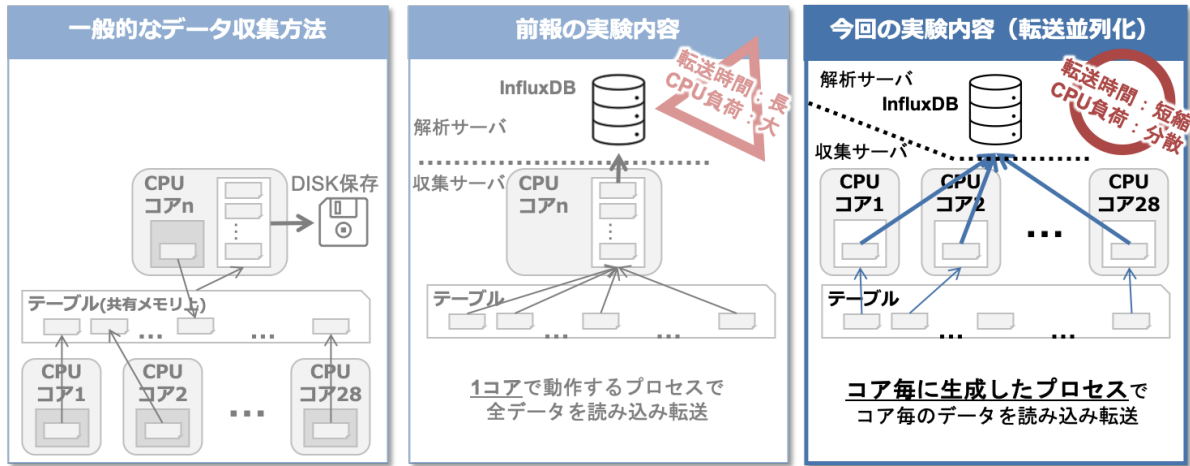 一般的なデータ収集方法
CPU
コアn
DISK保存
テーブル(共有メモリ上)
...
...
CPU
コア1
CPU
コア2
...
CPU
コア28
前報の実験内容
転送時間：長
CPU負荷：大
InfluxDB
解析サーバ
収集サーバ
CPU
コアn
テーブル
...
...
1コアで動作するプロセスで
全データを読み込み転送
今回の実験内容（転送並列化）
転送時間：短縮
CPU負荷：分散
解析サーバ
InfluxDB
収集サーバ
CPU
コア1
CPU
コア2
...
CPU
コア28
テーブル
...
...
コア毎に生成したプロセスで
コア毎のデータを読み込み転送